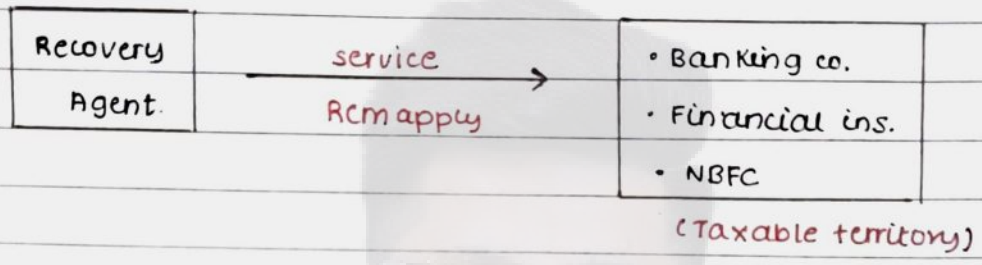 Recovery
Agent.
service
RCM apply
• Banking co.
• Financial ins.
• NBFC
(Taxable territory)